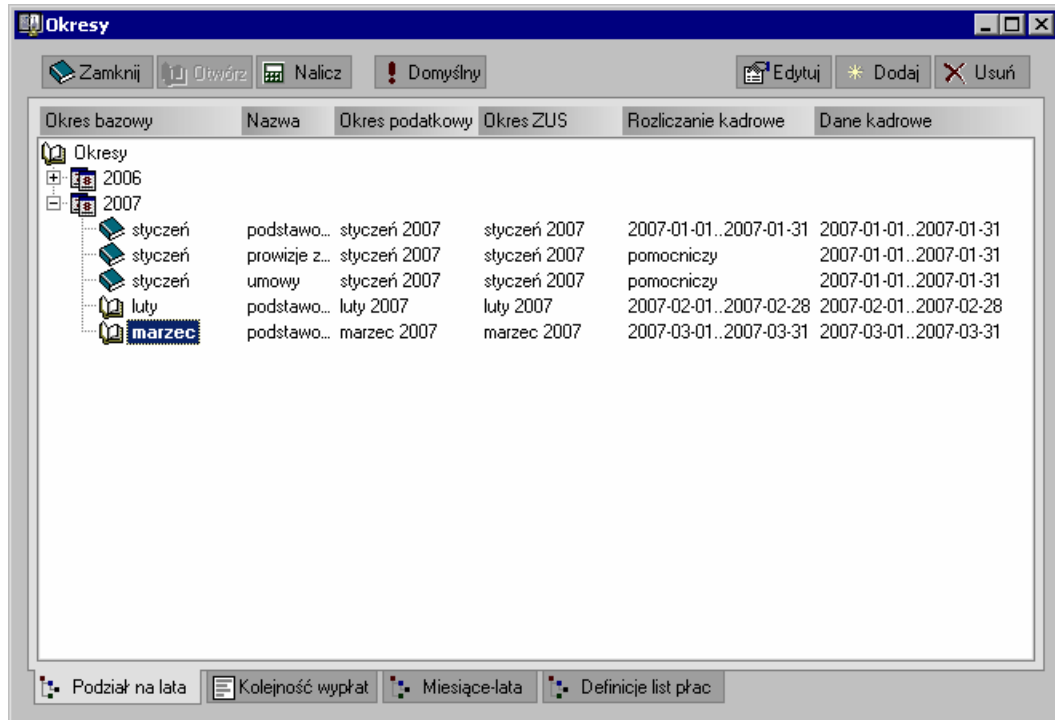 Okresy
Zamknij Otwórz Nalicz Domyślny Edytuj Dodaj Usuń
Okres bazowy Nazwa Okres podatkowy Okres ZUS Rozliczanie kadrowe Dane kadrowe
Okresy
2006
2007
styczeń podstawo... styczeń 2007 styczeń 2007 2007-01-01..2007-01-31 2007-01-01..2007-01-31
styczeń prowizje z... styczeń 2007 styczeń 2007 pomocniczy 2007-01-01..2007-01-31
styczeń umowy styczeń 2007 styczeń 2007 pomocniczy 2007-01-01..2007-01-31
luty podstawo... luty 2007 luty 2007 2007-02-01..2007-02-28 2007-02-01..2007-02-28
marzec podstawo... marzec 2007 marzec 2007 2007-03-01..2007-03-31 2007-03-01..2007-03-31
Podział na lata Kolejność wypłat Miesiące-lata Definicje list płac